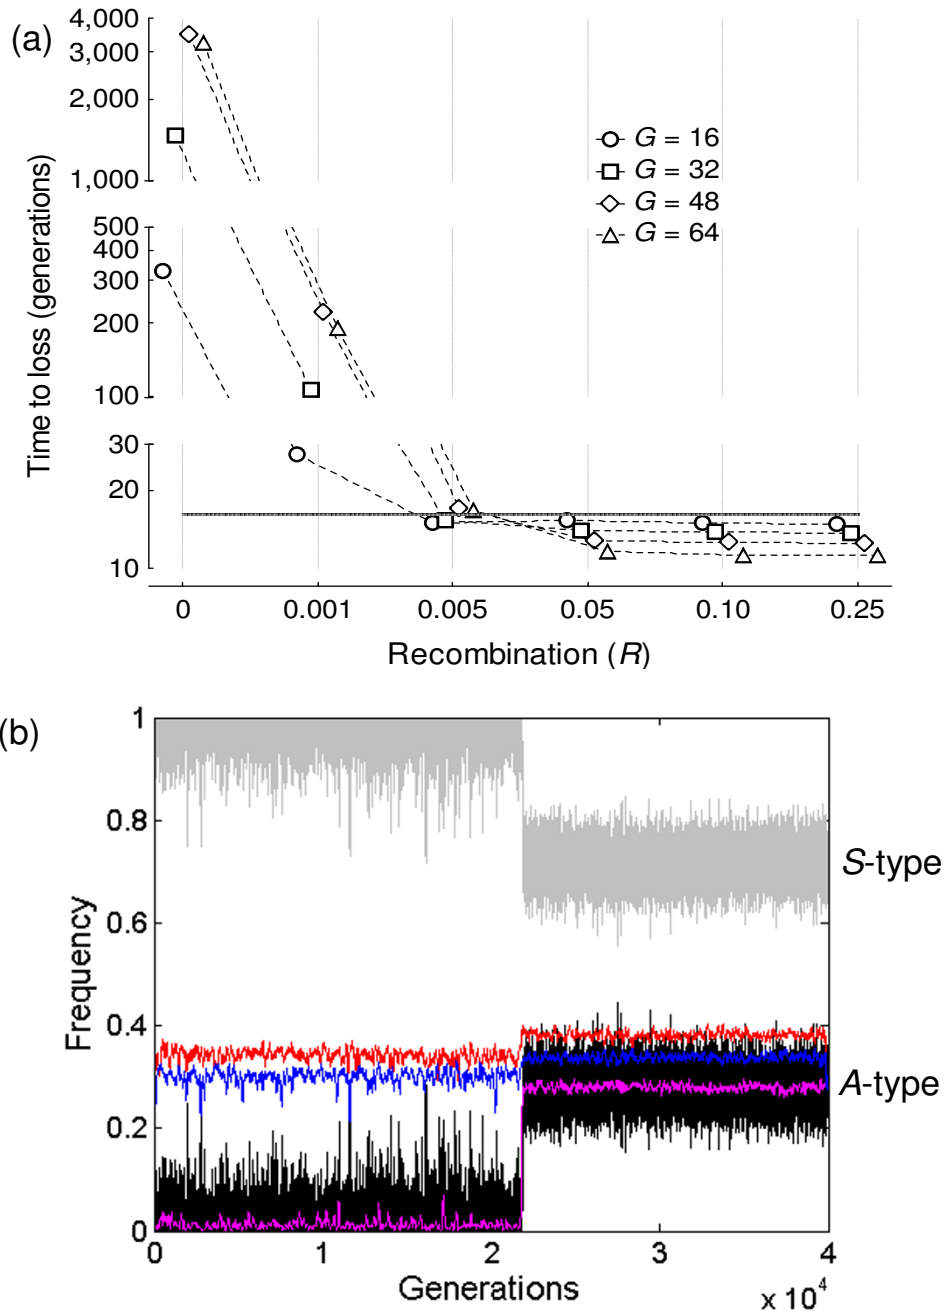 (a)
Time to loss (generations)
4,000
3,000
2,000
1,000
500
400
300
200
100
30
20
10
G = 16
G = 32
G = 48
G = 64
0 0.001 0.005 0.05 0.10 0.25
Recombination (R)
(b)
Frequency
1
0.8
0.6
0.4
0.2
0
S-type
A-type
0 1 2 3 4
Generations
x 10^4